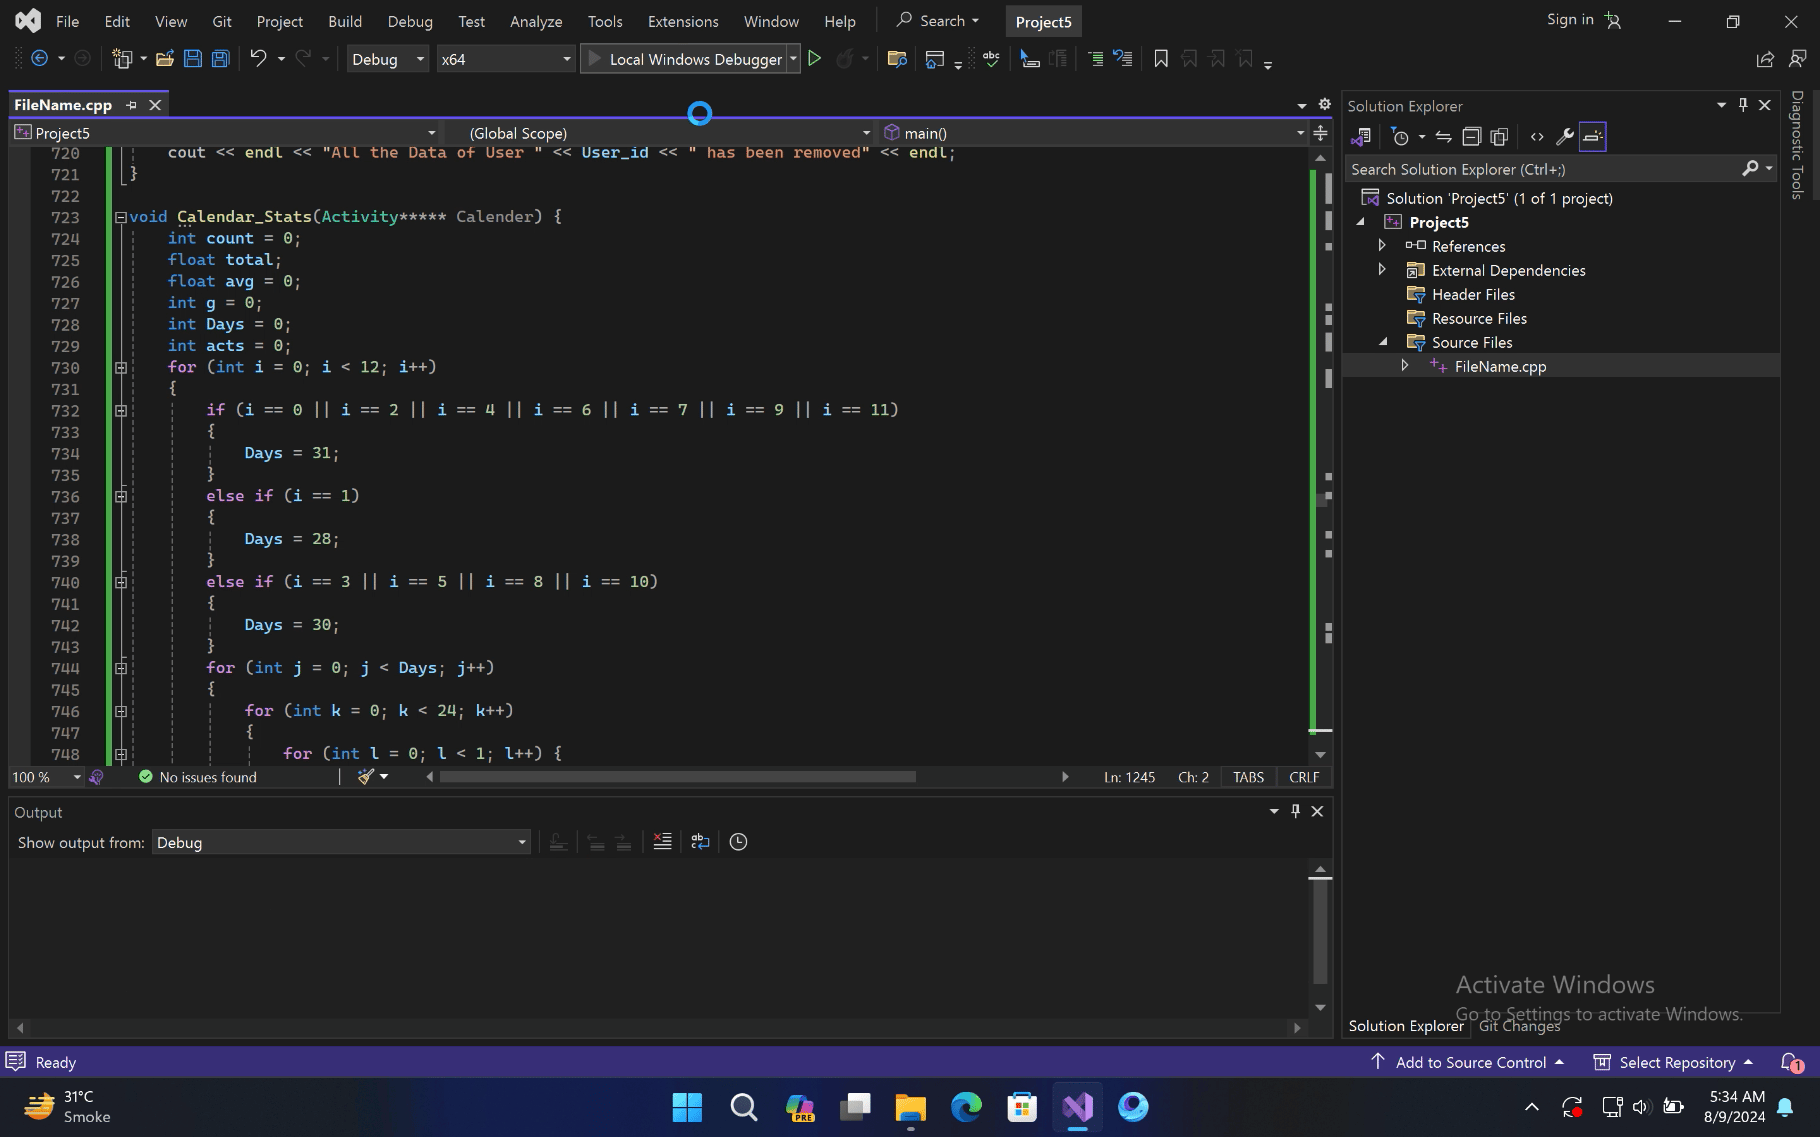 File Edit View Git Project Build Debug Test Analyze Tools Extensions Window Help Search Project5 Sign in
Debug x64 Local Windows Debugger
FileName.cpp
Project5 (Global Scope) main()
720 cout << endl << "All the Data of User " << User_id << " has been removed" << endl;
721 }
722
723 void Calendar_Stats(Activity***** Calender) {
724 int count = 0;
725 float total;
726 float avg = 0;
727 int g = 0;
728 int Days = 0;
729 int acts = 0;
730 for (int i = 0; i < 12; i++)
731 {
732 if (i == 0 || i == 2 || i == 4 || i == 6 || i == 7 || i == 9 || i == 11)
733 {
734 Days = 31;
735 }
736 else if (i == 1)
737 {
738 Days = 28;
739 }
740 else if (i == 3 || i == 5 || i == 8 || i == 10)
741 {
742 Days = 30;
743 }
744 for (int j = 0; j < Days; j++)
745 {
746 for (int k = 0; k < 24; k++)
747 {
748 for (int l = 0; l < 1; l++) {
100 % No issues found Ln: 1245 Ch: 2 TABS CRLF
Output
Show output from: Debug
Solution Explorer
Search Solution Explorer (Ctrl+;)
Solution 'Project5' (1 of 1 project)
Project5
References
External Dependencies
Header Files
Resource Files
Source Files
FileName.cpp
Diagnostic Tools
Activate Windows
Go to Settings to activate Windows.
Solution Explorer Git Changes
Ready Add to Source Control Select Repository 1
31°C
Smoke
PRE
5:34 AM
8/9/2024